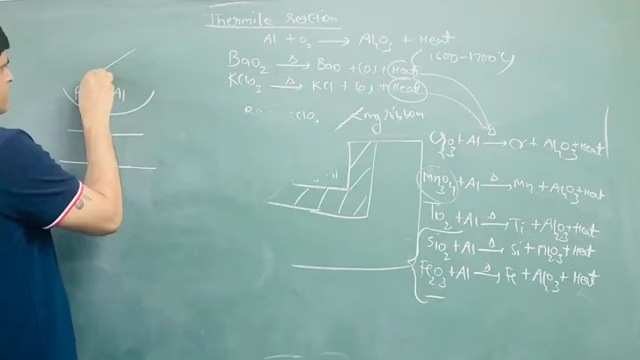 Thermile reaction
Al + O₂ → Al₂O₃ + Heat
BaO₂ →Δ BaO + (O) + Heat (1600-1700°C)
KClO₃ →Δ KCl + (O) + Heat
Mg ribbon
Al
Cr₂O₃ + Al →Δ Cr + Al₂O₃ + Heat
Mn₃O₄ + Al →Δ Mn + Al₂O₃ + Heat
TiO₂ + Al →Δ Ti + Al₂O₃ + Heat
SiO₂ + Al →Δ Si + Al₂O₃ + Heat
Fe₂O₃ + Al →Δ Fe + Al₂O₃ + Heat